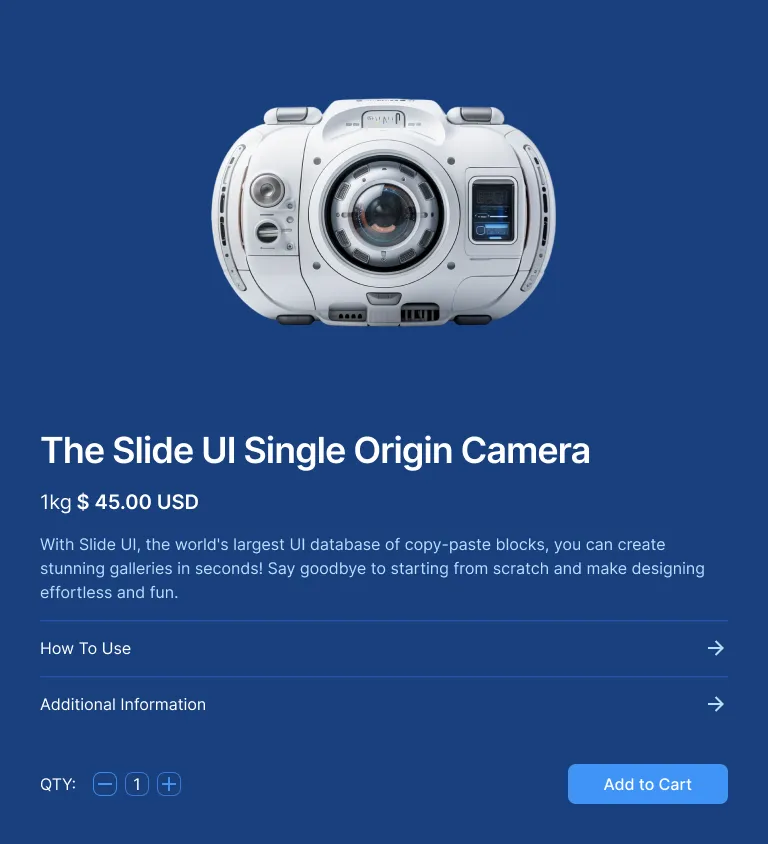 The Slide UI Single Origin Camera
1kg $ 45.00 USD
With Slide UI, the world's largest UI database of copy-paste blocks, you can create
stunning galleries in seconds! Say goodbye to starting from scratch and make designing
effortless and fun.
How To Use
Additional Information
QTY: 1
Add to Cart